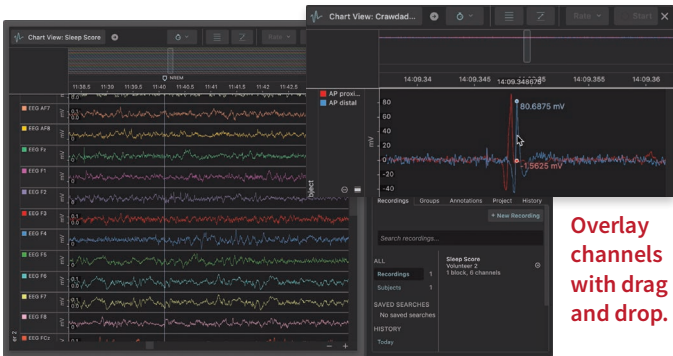 Chart View: Sleep Score
Rate
NREM
11:38.5 11:39 11:39.5 11:40 11:40.5 11:41 11:41.5 11:42 11:42.5
EEG AF7
EEG AF8
EEG Fz
EEG F1
EEG F2
EEG F3
EEG F4
EEG F5
EEG F6
EEG F7
EEG F8
EEG FCz
mV
0.1
0.0
Chart View: Crawdad...
Rate
Start
14:09.34 14:09.345 14:09.348675 14:09.355 14:09.36
AP proxi...
AP distal
mV
80
60
40
20
0
-20
-40
80.6875 mV
-1.5625 mV
Recordings Groups Annotations Project History
+ New Recording
Search recordings...
ALL
Recordings 1
Subjects 1
SAVED SEARCHES
No saved searches
HISTORY
Today
Sleep Score
Volunteer 2
1 block, 6 channels
Overlay
channels
with drag
and drop.